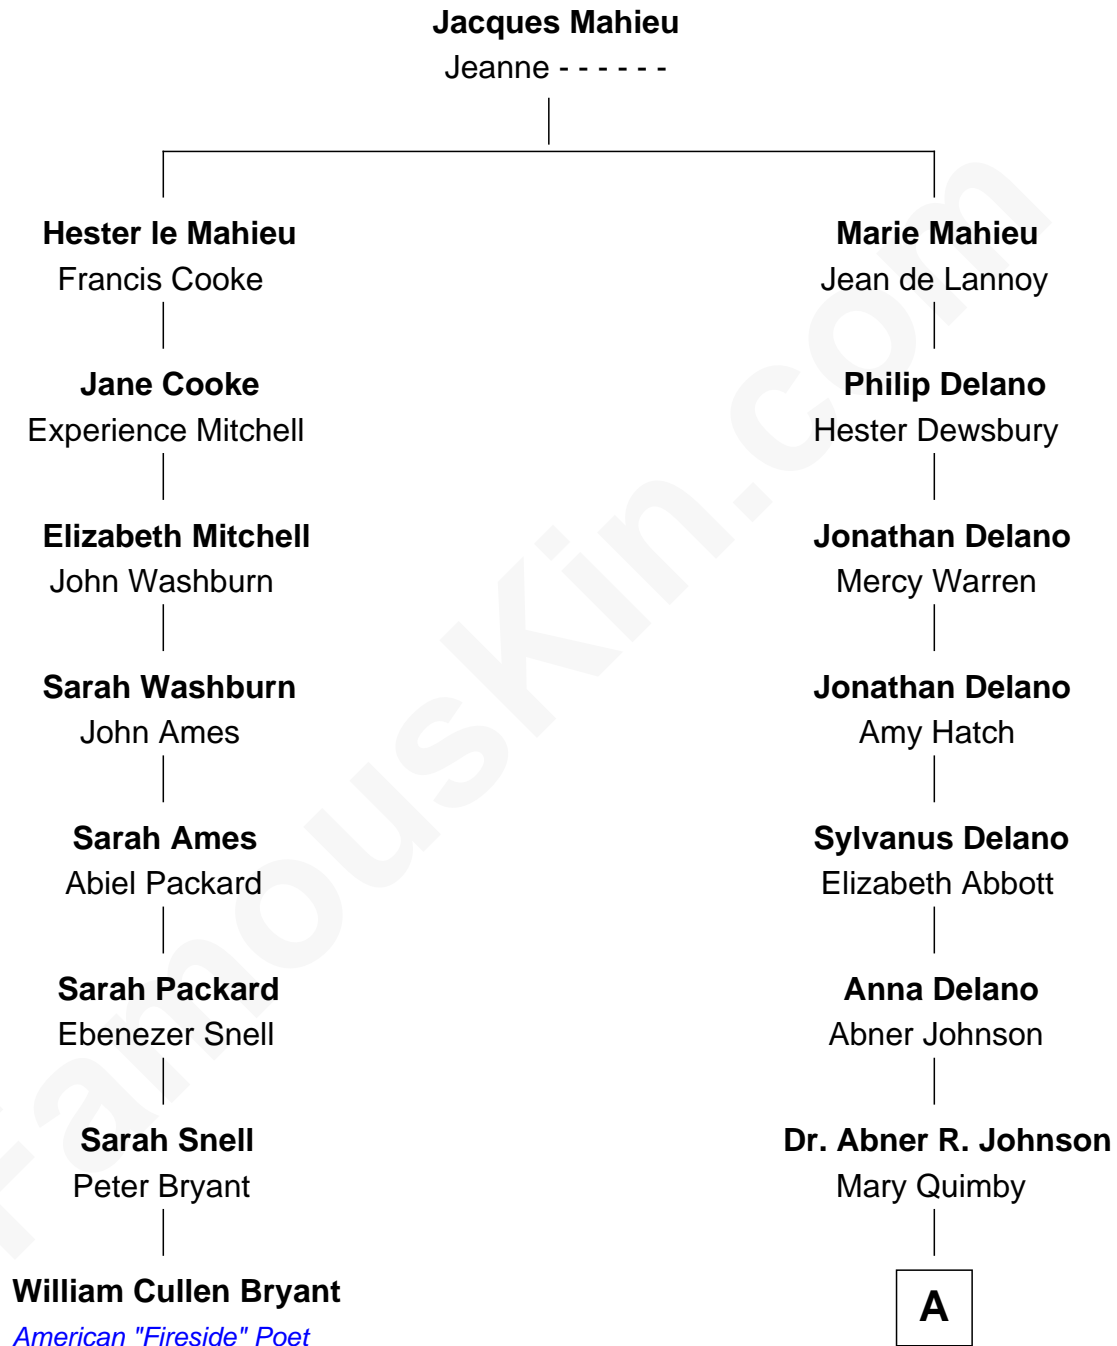 Jacques Mahieu
Jeanne - - - - - -
Hester le Mahieu
Francis Cooke
Marie Mahieu
Jean de Lannoy
Jane Cooke
Experience Mitchell
Philip Delano
Hester Dewsbury
Elizabeth Mitchell
John Washburn
Jonathan Delano
Mercy Warren
Sarah Washburn
John Ames
Jonathan Delano
Amy Hatch
Sarah Ames
Abiel Packard
Sylvanus Delano
Elizabeth Abbott
Sarah Packard
Ebenezer Snell
Anna Delano
Abner Johnson
Sarah Snell
Peter Bryant
Dr. Abner R. Johnson
Mary Quimby
William Cullen Bryant
American "Fireside" Poet
A
FamousKin.com